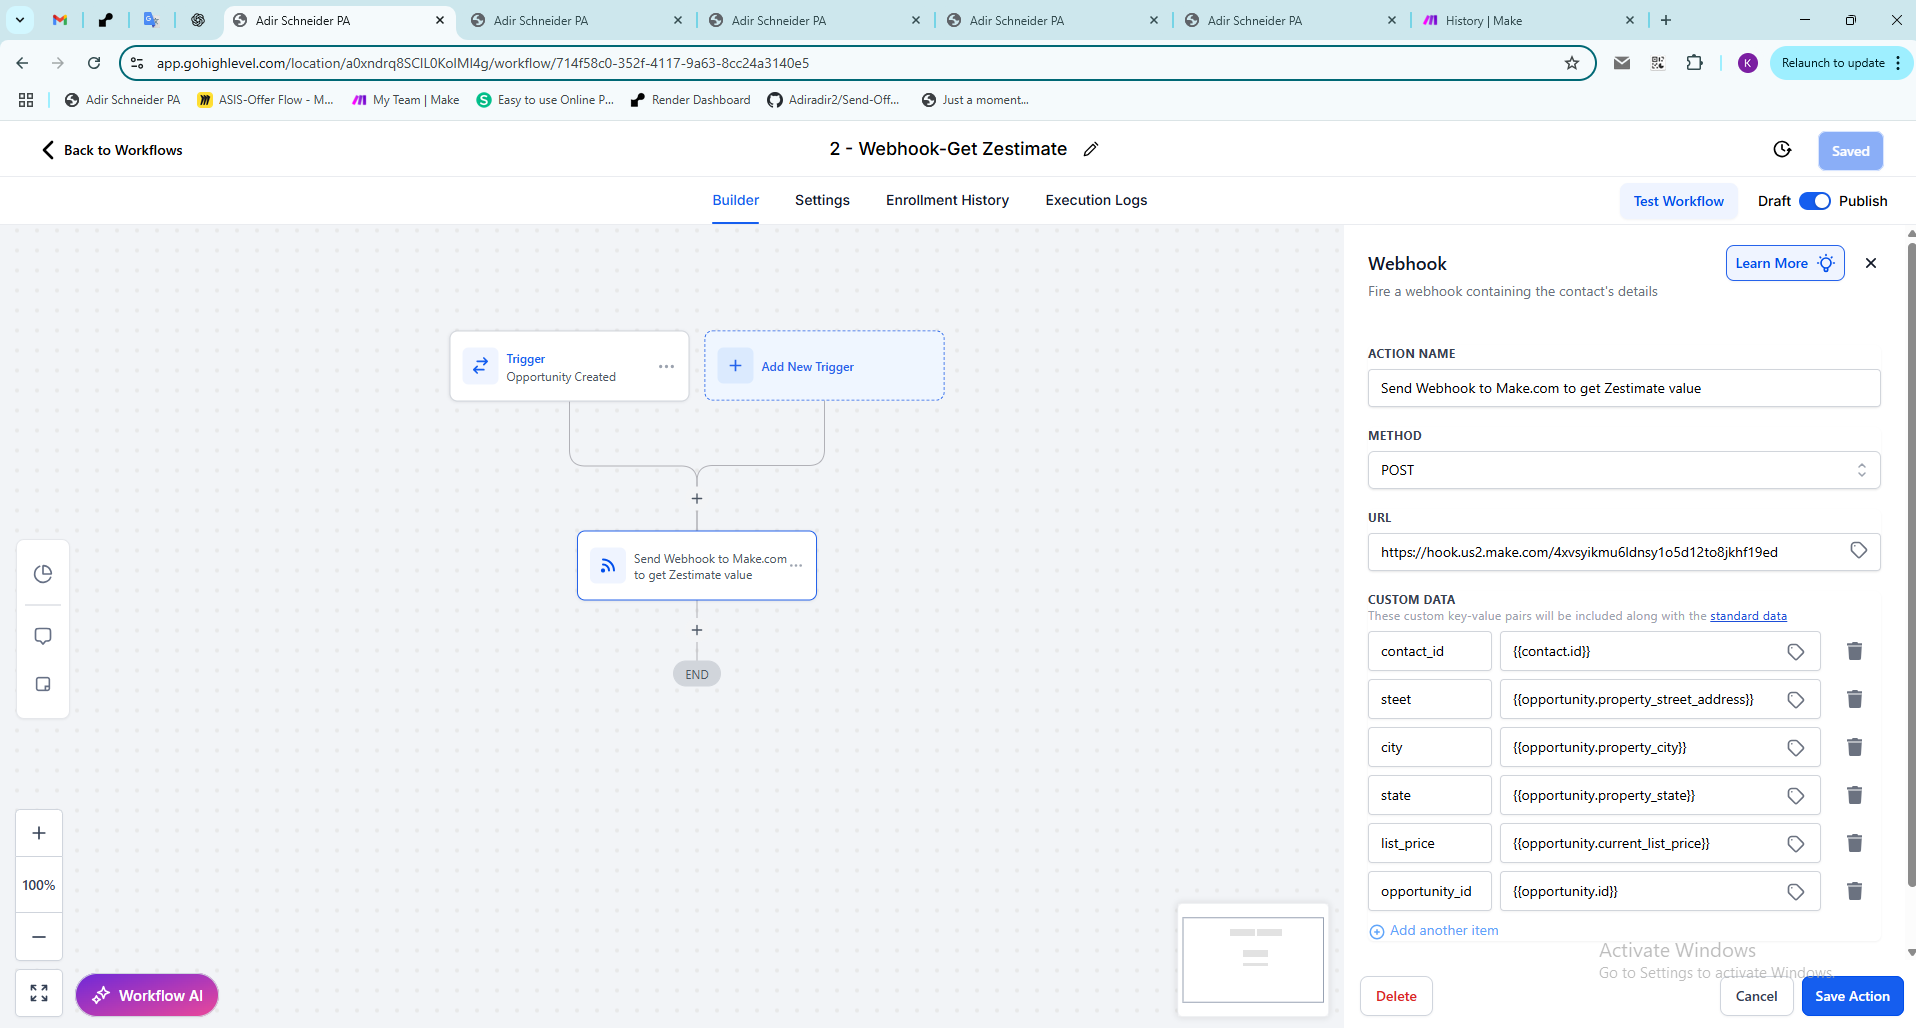 Adir Schneider PA
Adir Schneider PA
Adir Schneider PA
Adir Schneider PA
Adir Schneider PA
History | Make
app.gohighlevel.com/location/a0xndrq8SClL0KolMl4g/workflow/714f58c0-352f-4117-9a63-8cc24a3140e5
K
Relaunch to update
Adir Schneider PA
ASIS-Offer Flow - M...
My Team | Make
Easy to use Online P...
Render Dashboard
Adiradir2/Send-Off...
Just a moment...
Back to Workflows
2 - Webhook-Get Zestimate
Saved
Builder
Settings
Enrollment History
Execution Logs
Test Workflow
Draft
Publish
Trigger
Opportunity Created
Add New Trigger
Send Webhook to Make.com
to get Zestimate value
END
100%
Workflow AI
Webhook
Learn More
Fire a webhook containing the contact's details
ACTION NAME
Send Webhook to Make.com to get Zestimate value
METHOD
POST
URL
https://hook.us2.make.com/4xvsyikmu6ldnsy1o5d12to8jkhf19ed
CUSTOM DATA
These custom key-value pairs will be included along with the standard data
contact_id
{{contact.id}}
steet
{{opportunity.property_street_address}}
city
{{opportunity.property_city}}
state
{{opportunity.property_state}}
list_price
{{opportunity.current_list_price}}
opportunity_id
{{opportunity.id}}
Add another item
Activate Windows
Go to Settings to activate Windows.
Delete
Cancel
Save Action